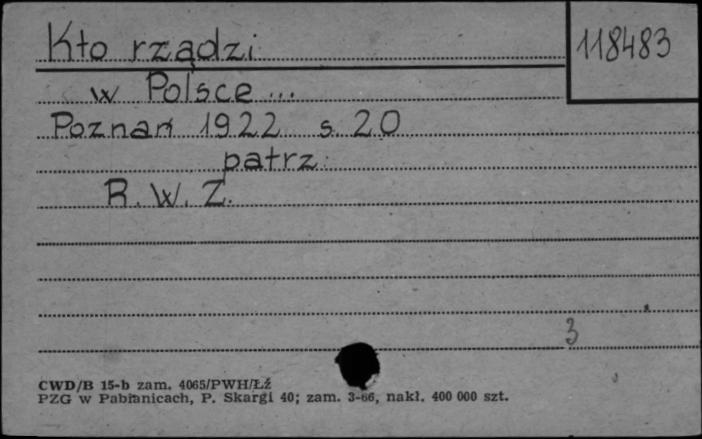 Kto rządzi
118483
w Polsce ...
Poznań 1922 s. 20
patrz:
R. W. Z.
3
CWD/B 15-b zam. 4065/PWH/Łź
PZG w Pabianicach, P. Skargi 40; zam. 3-66, nakł. 400 000 szt.